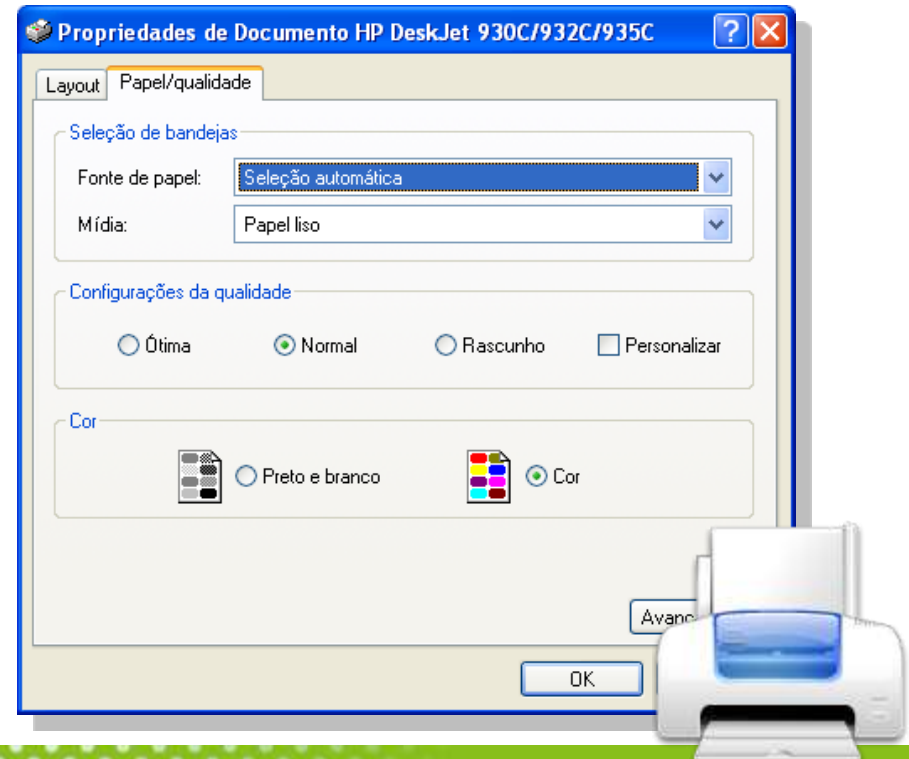 Propriedades de Documento HP DeskJet 930C/932C/935C
Layout Papel/qualidade
Seleção de bandejas
Fonte de papel: Seleção automática
Mídia: Papel liso
Configurações da qualidade
Ótima Normal Rascunho Personalizar
Cor
Preto e branco Cor
OK